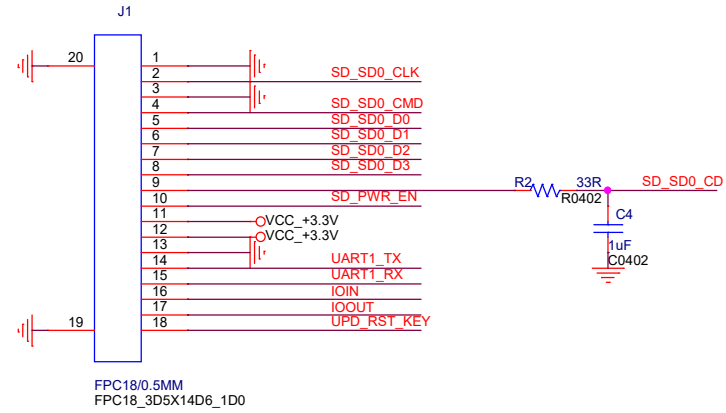 J1
20
1
2 SD_SD0_CLK
3
4 SD_SD0_CMD
5 SD_SD0_D0
6 SD_SD0_D1
7 SD_SD0_D2
8 SD_SD0_D3
9 R2 33R SD_SD0_CD
R0402
10 SD_PWR_EN
11 VCC_+3.3V
C4
12 VCC_+3.3V
1uF
C0402
13
14 UART1_TX
15 UART1_RX
16 IOIN
17 IOOUT
19 18 UPD_RST_KEY
FPC18/0.5MM
FPC18_3D5X14D6_1D0